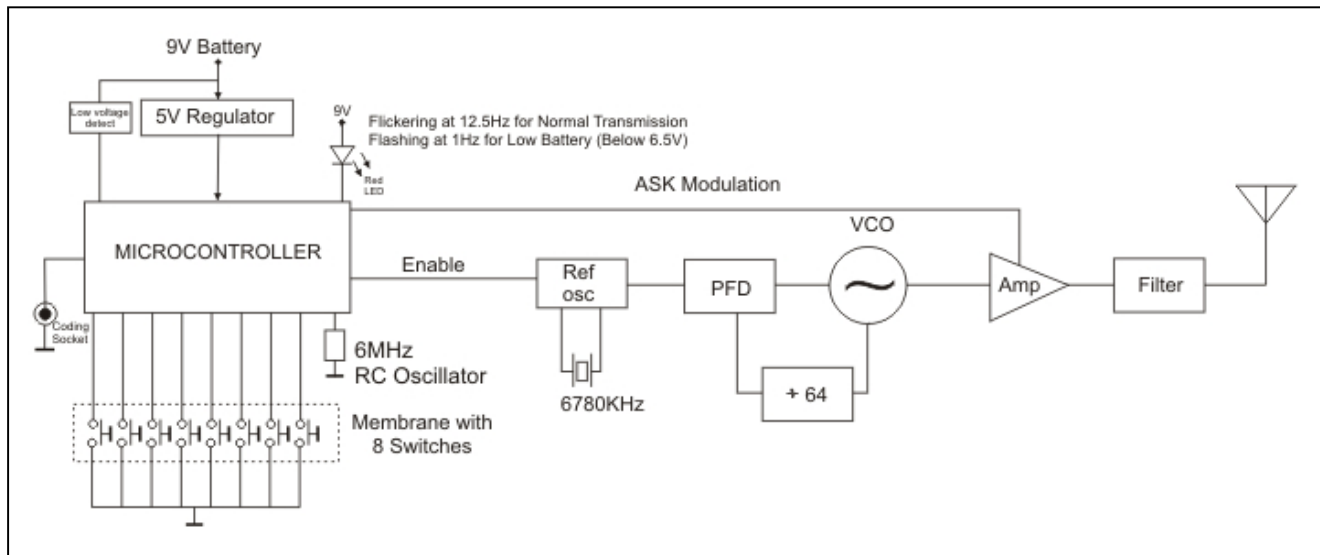 9V Battery
Low voltage
detect
5V Regulator
9V
Flickering at 12.5Hz for Normal Transmission
Flashing at 1Hz for Low Battery (Below 6.5V)
Red
LED
ASK Modulation
VCO
MICROCONTROLLER
Enable
Ref
osc
PFD
Amp
Filter
Coding
Socket
6MHz
RC Oscillator
6780KHz
÷ 64
Membrane with
8 Switches